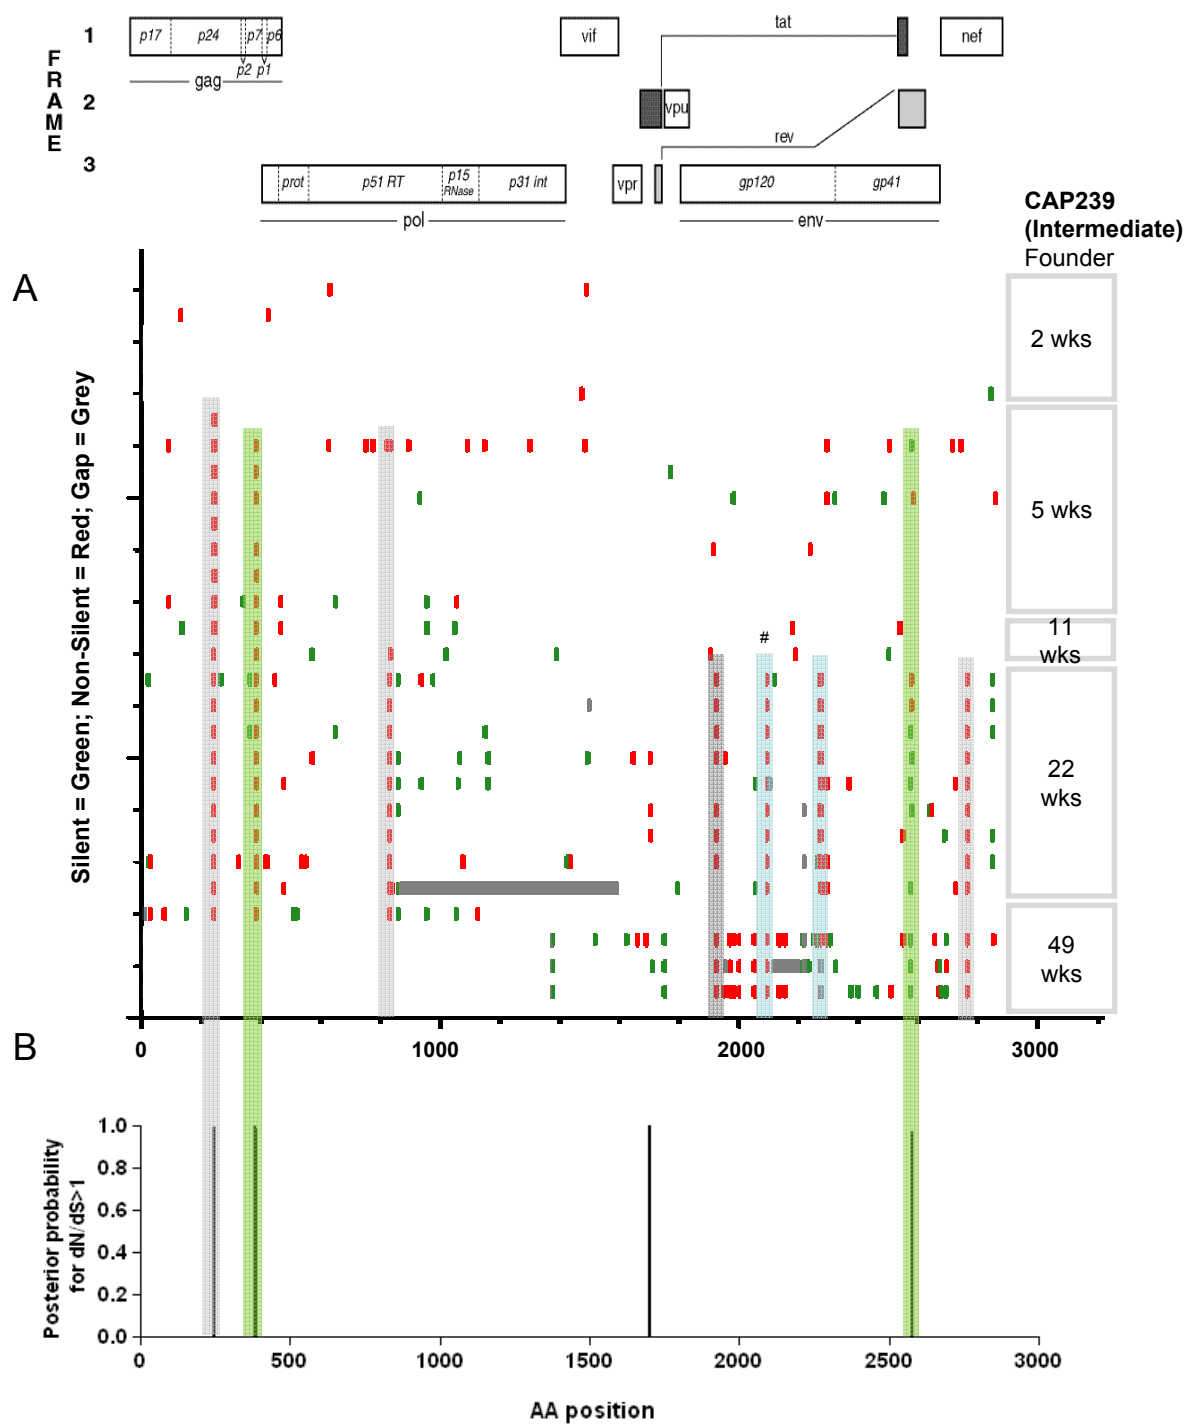 FRAME
1
p17 p24 p7 p6
p2 p1
gag
vif
tat
nef
2
vpu
rev
3
prot p51 RT p15 RNase p31 int
pol
vpr
gp120 gp41
env
CAP239
(Intermediate)
Founder
A
Silent = Green; Non-Silent = Red; Gap = Grey
2 wks
5 wks
#
11
wks
22
wks
49
wks
0 1000 2000 3000
B
Posterior probability
for dN/dS>1
1.0
0.8
0.6
0.4
0.2
0.0
0 500 1000 1500 2000 2500 3000
AA position